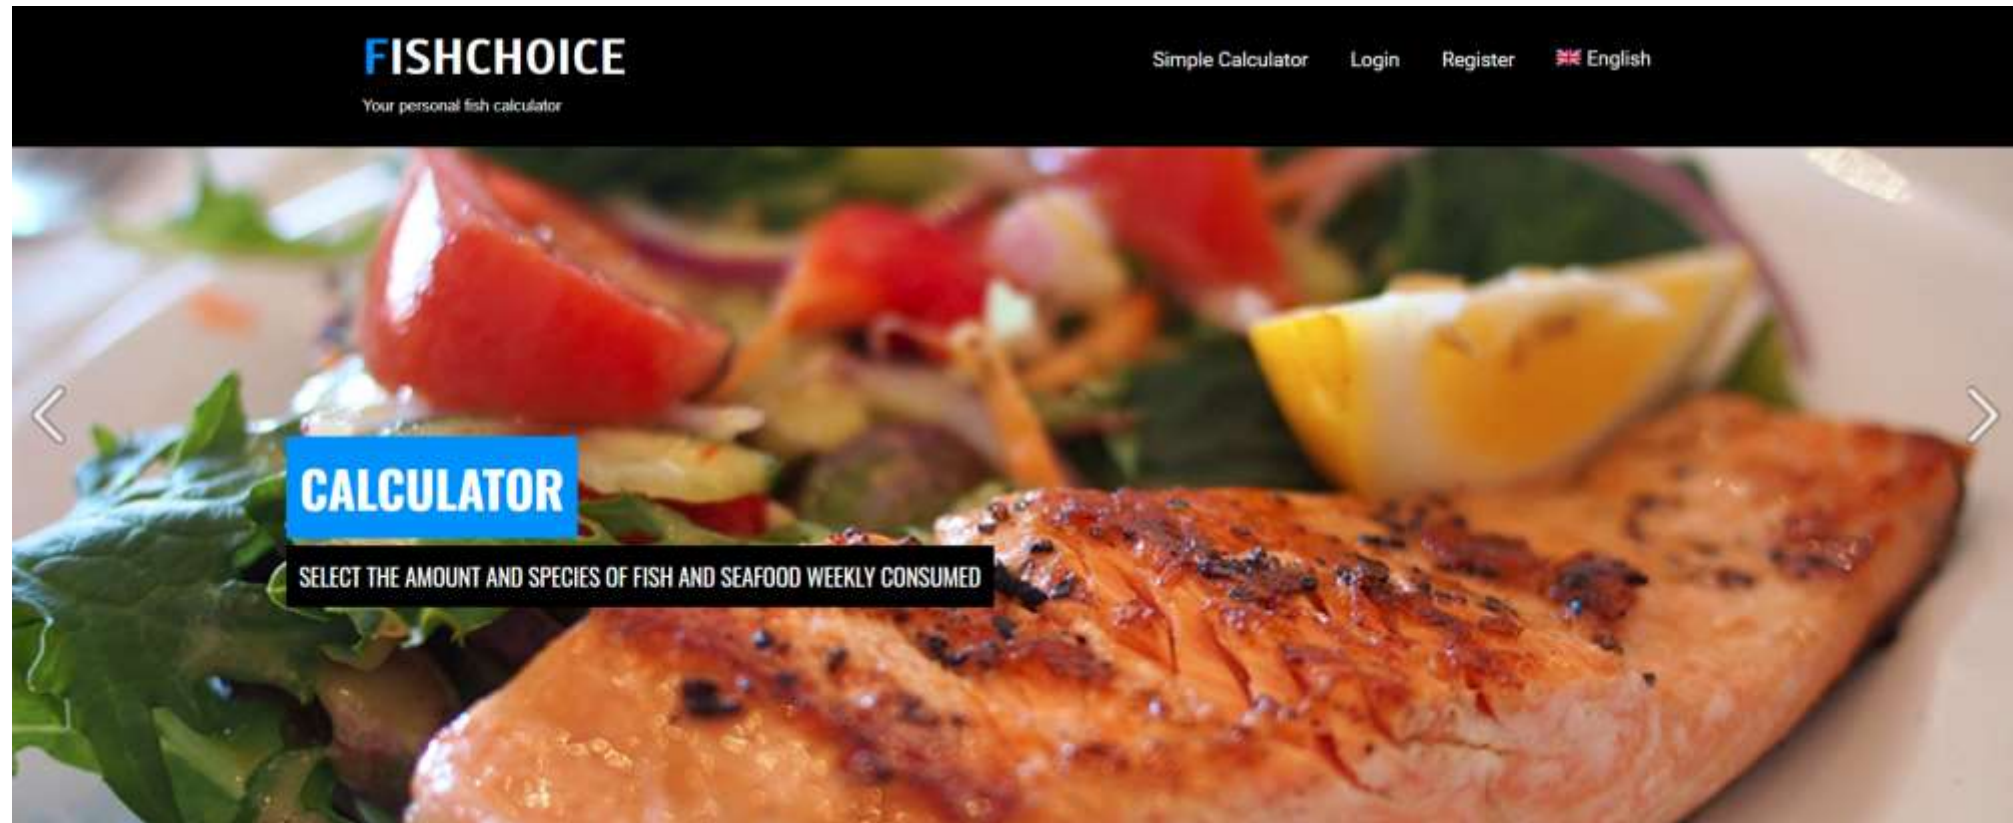 FISHCHOICE
Your personal fish calculator
Simple Calculator Login Register English
CALCULATOR
SELECT THE AMOUNT AND SPECIES OF FISH AND SEAFOOD WEEKLY CONSUMED